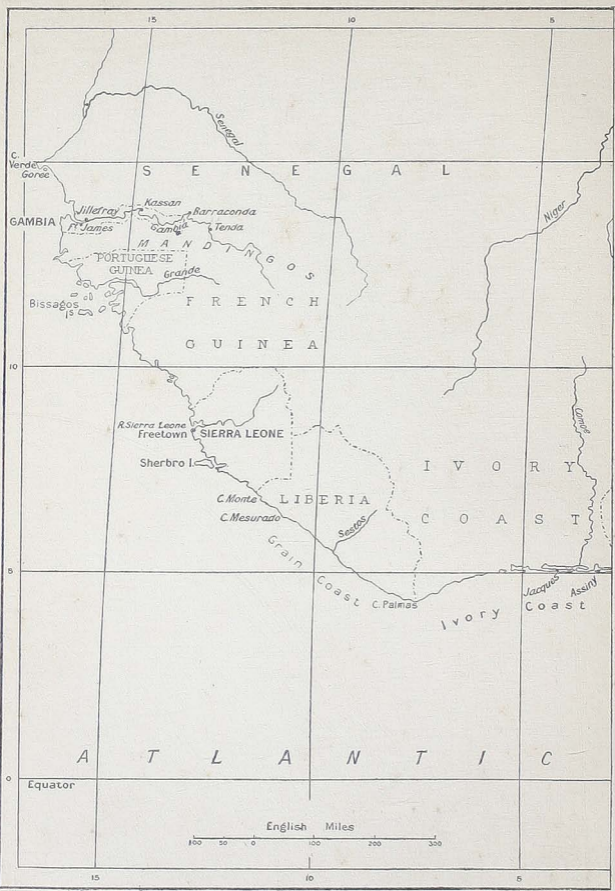 15 10 5
Senegal
C.
Verde
Goree
S E N E G A L
Jillefray
Kassan
Barraconda
Niger
GAMBIA
Ft James
Gambia
Tenda
M A N D I N G O S
PORTUGUESE
GUINEA
Grande
Bissagos
Is
F R E N C H
G U I N E A
10
Comoe
R. Sierra Leone
Freetown
SIERRA LEONE
Sherbro I.
I V O R Y
C. Monte
LIBERIA
C. Mesurado
C O A S T
Sestos
Grain Coast
5
C. Palmas
Jacques
Assiny
Ivory Coast
A T L A N T I C
0
Equator
English Miles
100 50 0 100 200 300
15 10 5